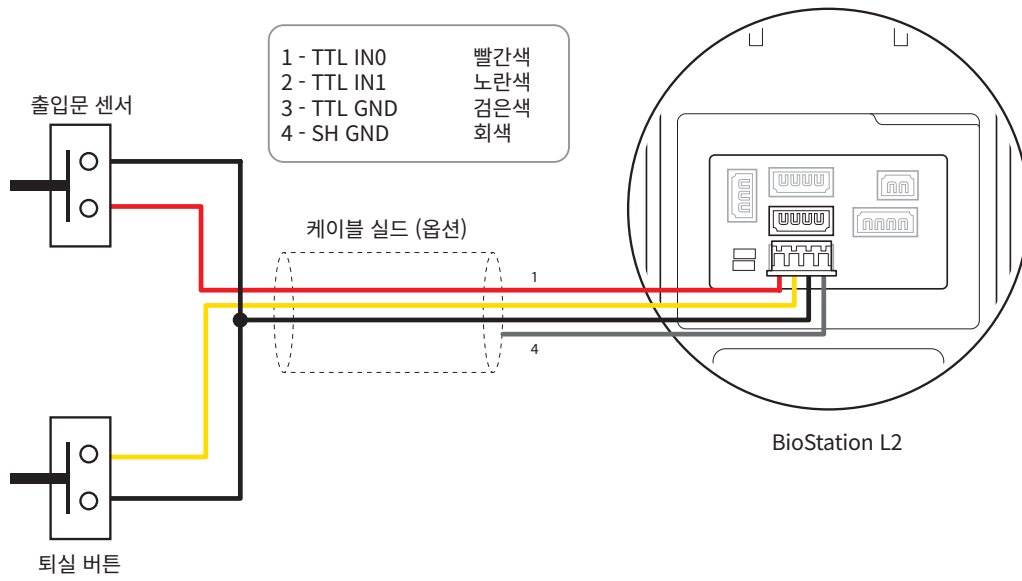 1 - TTL IN0 빨간색
2 - TTL IN1 노란색
3 - TTL GND 검은색
4 - SH GND 회색
출입문 센서
케이블 실드 (옵션)
1
4
BioStation L2
퇴실 버튼